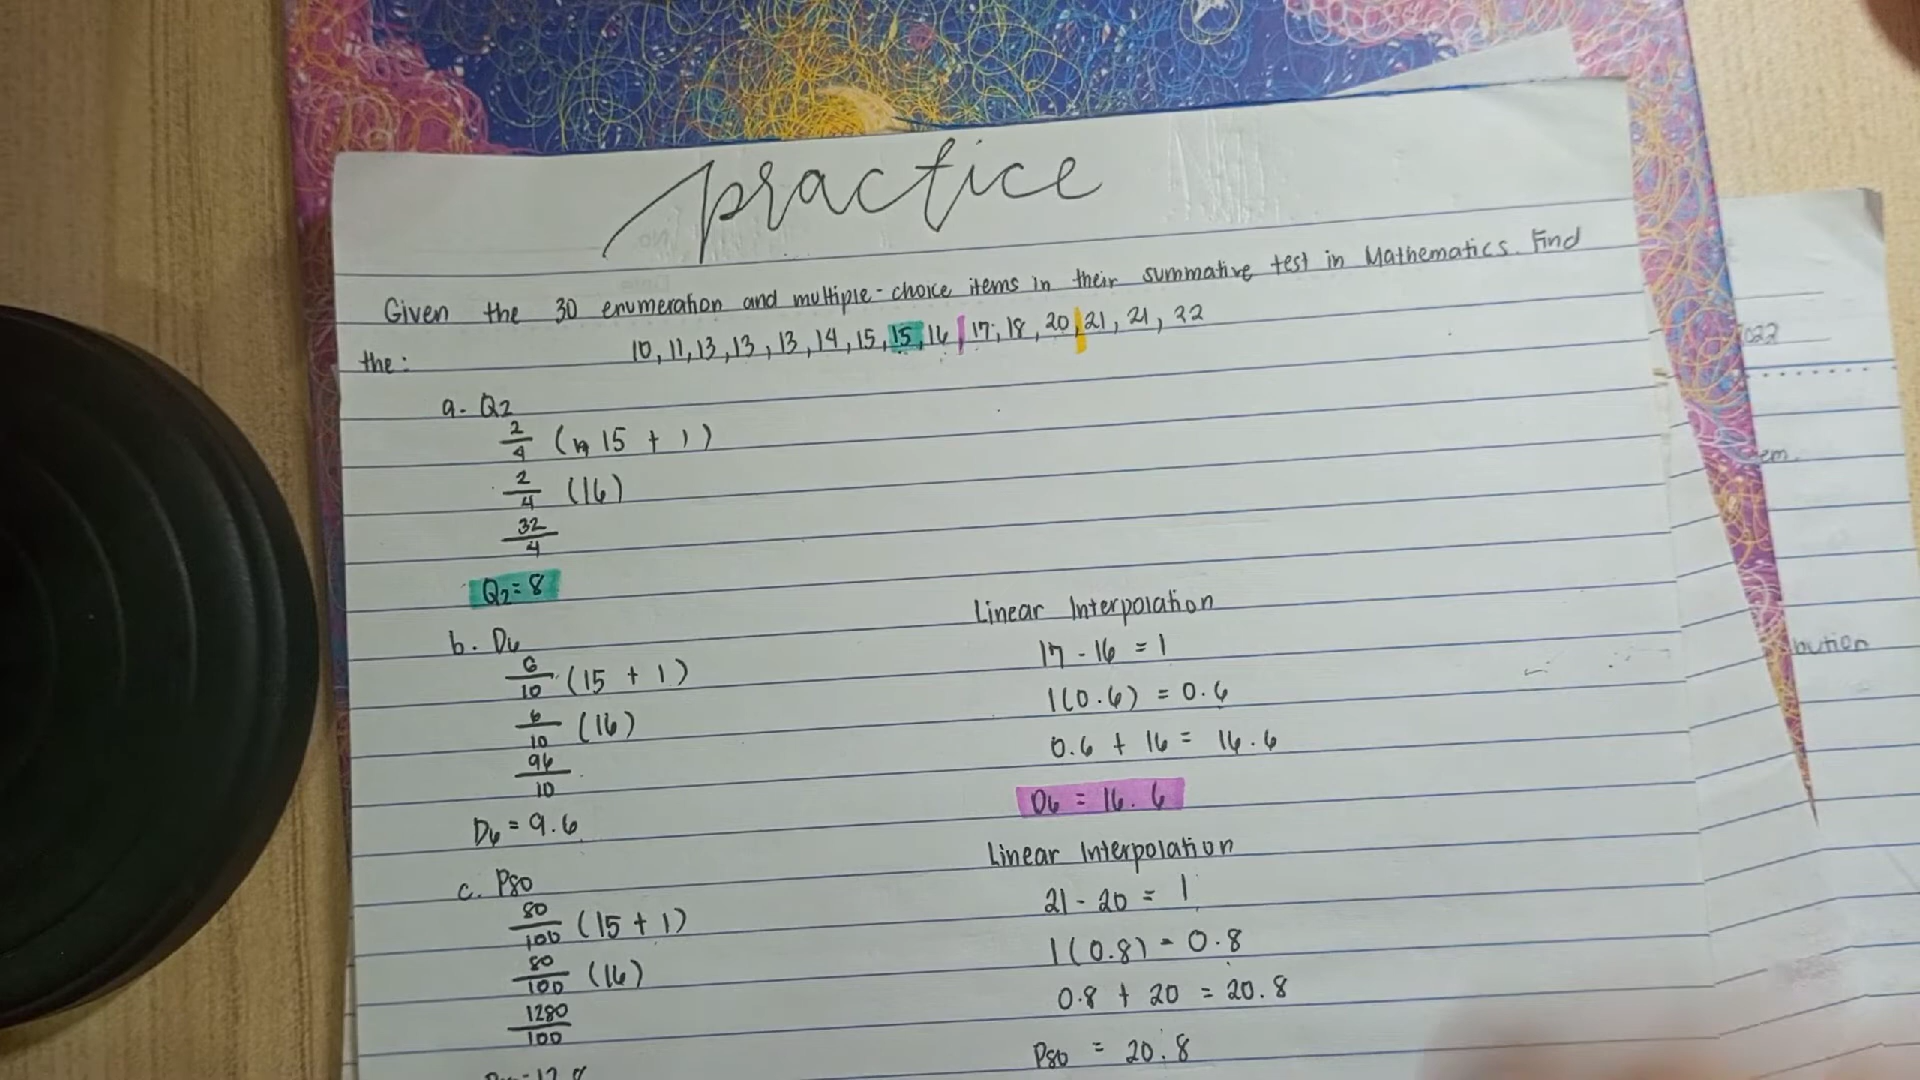 practice
Given the 30 enumeration and multiple-choice items in their summative test in Mathematics. Find
the: 10, 11, 13, 13, 13, 14, 15, 15, 16, 17, 18, 20, 21, 21, 22
a. Q2
2/4 (15 + 1)
2/4 (16)
32/4
Q2 = 8
b. D6
6/10 (15 + 1)
6/10 (16)
96/10
D6 = 9.6
Linear Interpolation
17 - 16 = 1
1(0.6) = 0.6
0.6 + 16 = 16.6
D6 = 16.6
c. P80
80/100 (15 + 1)
80/100 (16)
1280/100
Linear Interpolation
21 - 20 = 1
1(0.8) = 0.8
0.8 + 20 = 20.8
P80 = 20.8
022
em.
bution